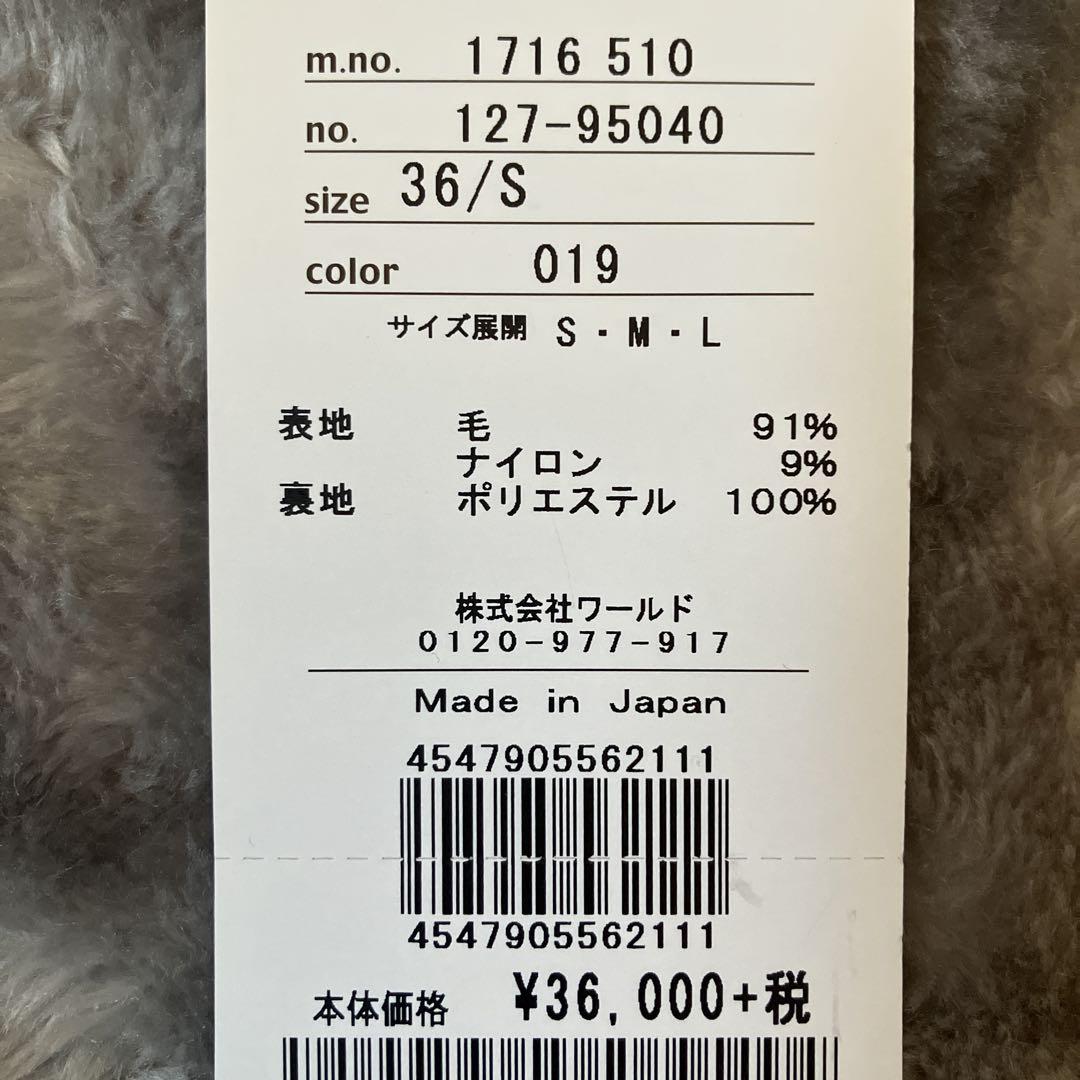 m.no. 1716 510
no. 127-95040
size 36/S
color 019
サイズ展開 S・M・L
表地 毛 91%
ナイロン 9%
裏地 ポリエステル 100%
株式会社ワールド
0120-977-917
Made in Japan
4547905562111
4547905562111
本体価格 ¥36,000+税